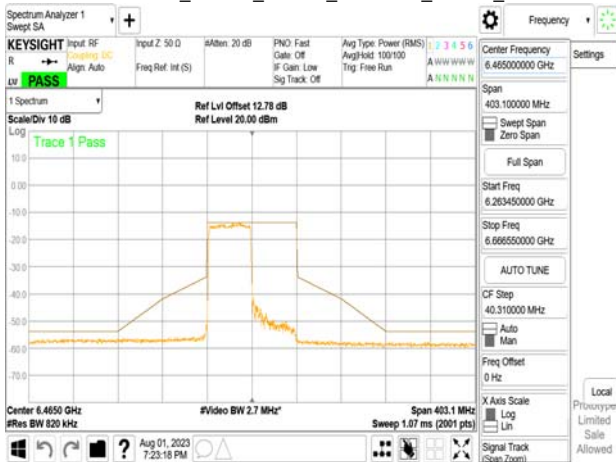 Spectrum Analyzer 1
Swept SA
Frequency
KEYSIGHT
R
LV
PASS
Input: RF
Coupling: DC
Align: Auto
Input Z: 50 Ω
Freq Ref: Int (S)
#Atten: 20 dB
PNO: Fast
Gate: Off
IF Gain: Low
Sig Track: Off
Avg Type: Power (RMS)
Avg|Hold: 100/100
Trig: Free Run
1 2 3 4 5 6
A W W W W W
A N N N N N
1 Spectrum
Scale/Div 10 dB
Ref Lvl Offset 12.78 dB
Ref Level 20.00 dBm
Log
Trace 1 Pass
10.0
0.00
-10.0
-20.0
-30.0
-40.0
-50.0
-60.0
-70.0
Center 6.4650 GHz
#Res BW 820 kHz
#Video BW 2.7 MHz*
Span 403.1 MHz
Sweep 1.07 ms (2001 pts)
Aug 01, 2023
7:23:18 PM
Center Frequency
6.465000000 GHz
Settings
Span
403.100000 MHz
Swept Span
Zero Span
Full Span
Start Freq
6.263450000 GHz
Stop Freq
6.666550000 GHz
AUTO TUNE
CF Step
40.310000 MHz
Auto
Man
Freq Offset
0 Hz
X Axis Scale
Log
Lin
Signal Track
(Span Zoom)
Local
Prototype
Limited
Sale
Allowed